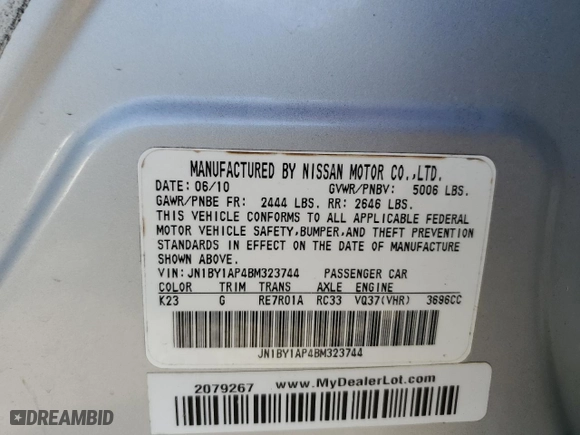 MANUFACTURED BY NISSAN MOTOR CO.,LTD.
DATE: 06/10 GVWR/PNBV: 5006 LBS.
GAWR/PNBE FR: 2444 LBS. RR: 2646 LBS.
THIS VEHICLE CONFORMS TO ALL APPLICABLE FEDERAL
MOTOR VEHICLE SAFETY,BUMPER,AND THEFT PREVENTION
STANDARDS IN EFFECT ON THE DATE OF MANUFACTURE
SHOWN ABOVE.
VIN: JN1BY1AP4BM323744 PASSENGER CAR
COLOR TRIM TRANS AXLE ENGINE
K23 G RE7R01A RC33 VQ37(VHR) 3696CC
JN1BY1AP4BM323744
2079267 www.MyDealerLot.com
DREAMBID